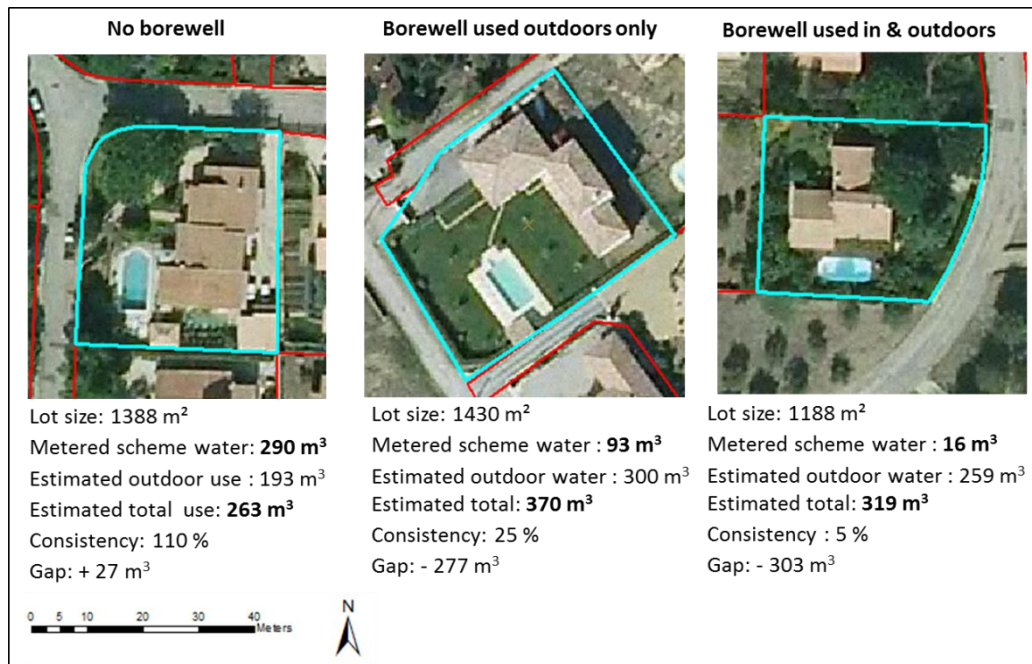 No borewell
Lot size: 1388 m²
Metered scheme water: 290 m³
Estimated outdoor use : 193 m³
Estimated total use: 263 m³
Consistency: 110 %
Gap: + 27 m³
Borewell used outdoors only
Lot size: 1430 m²
Metered scheme water : 93 m³
Estimated outdoor water : 300 m³
Estimated total: 370 m³
Consistency: 25 %
Gap: - 277 m³
Borewell used in & outdoors
Lot size: 1188 m²
Metered scheme water : 16 m³
Estimated outdoor water : 259 m³
Estimated total: 319 m³
Consistency : 5 %
Gap: - 303 m³
0 5 10 20 30 40
Meters
N